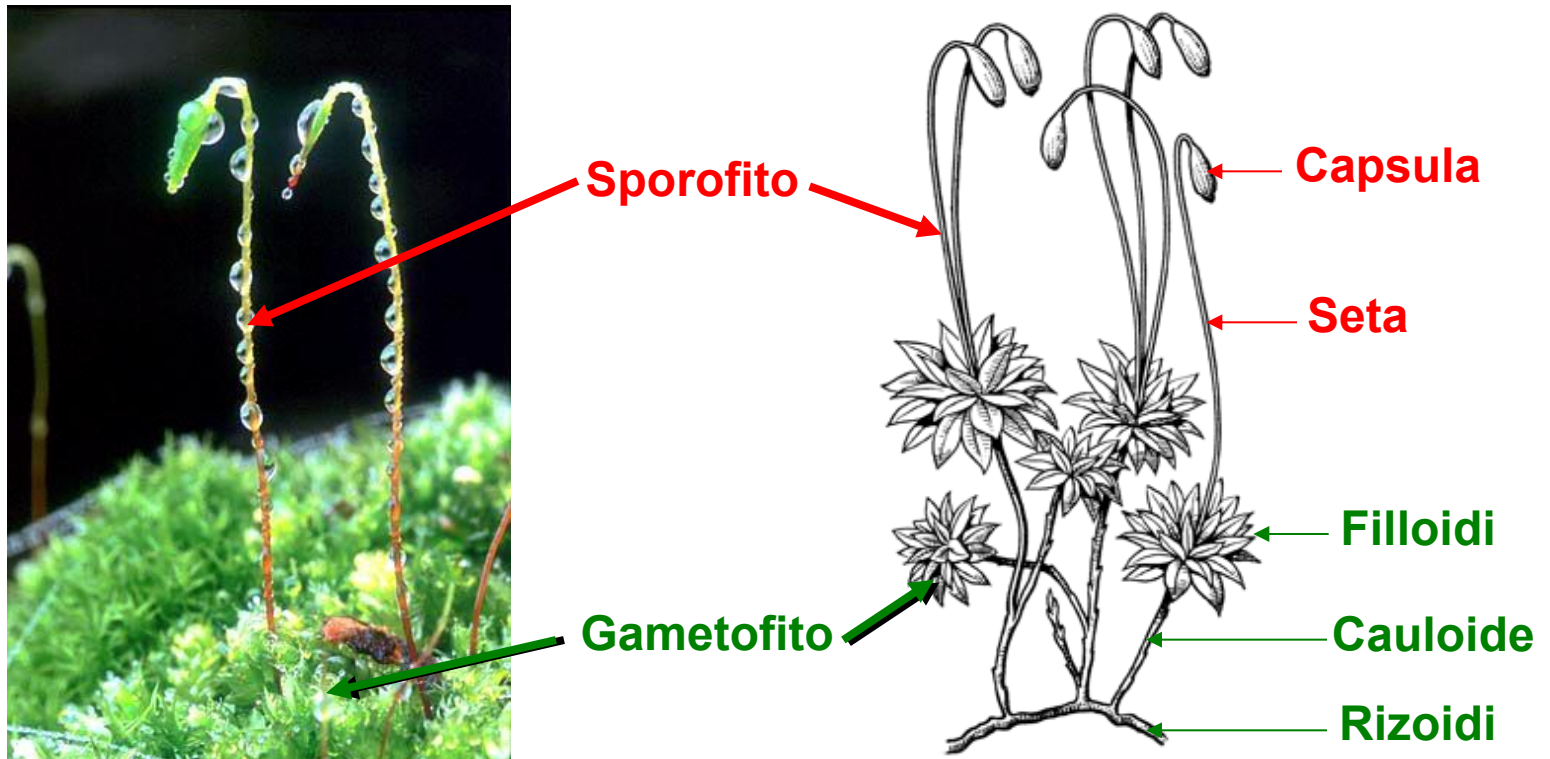 Sporofito
Capsula
Seta
Filloidi
Gametofito
Cauloide
Rizoidi